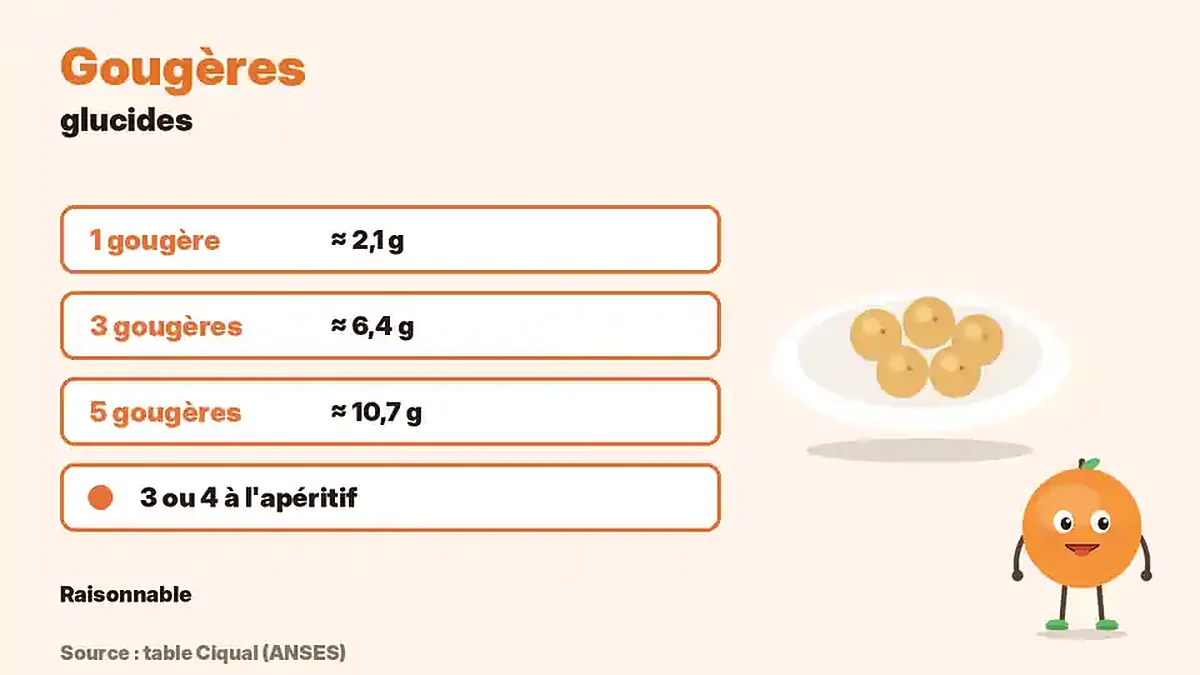 Gougères
glucides
1 gougère ≈ 2,1 g
3 gougères ≈ 6,4 g
5 gougères ≈ 10,7 g
3 ou 4 à l'apéritif
Raisonnable
Source : table Ciqual (ANSES)